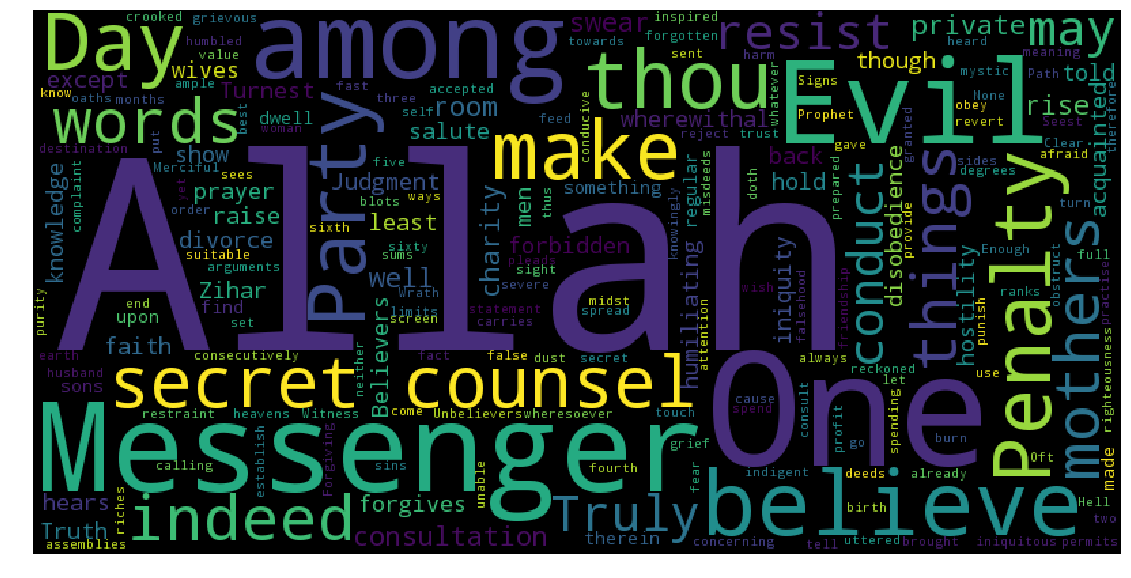 Allah
One
Messenger
Evil
among
thou
believe
Penalty
Party
make
secret counsel
Day
words
resist
may
indeed
Truly
things
conduct
mothers
crooked
grievous
humbled
value
wives
except
know
ample
Turnest
fast
three
oaths
months
best
put
dwell
self
woman
destination
Merciful
show
yet
sees
five
knowledge
complaint
order
prayer
Judgment
blots
ways
raise
sixth
thus
least
divorce
sixty
suitable
arguments
sums
well
Zihar
Wrath
end
limits
find
set
screen
upon
purity
faith
consecutively
Believers
earth
fact
false
husband
neither
sons
swear
inspired
forgotten
towards
sent
harm
private
though
told
accepted
room
salute
feed
conducive
wherewithal
whatever
reject
trust
Signs
Prophet
gave
granted
heard
meaning
mystic
Path
None
obey
revert
rise
Seest
Clear
therefore
afraid
acquainted
back
sides
degrees
something
men
misdeeds
doth
hold
prepared
provide
turn
charity
forbidden
regular
knowingly
pleads
sight
severe
humiliating
wish
falsehood
friendship
iniquity
disobedience
hostility
Enough
full
obstruct
ranks
practise
punish
midst
spread
statement
carries
attention
dust
secret
always
reckoned
let
use
righteousness
made
restraint
heavens
Witness
come
Unbelievers
wheresoever
touch
cause
spend
consult
profit
go
spending
burn
grief
calling
establish
Forgiving
sins
unable
fourth
fear
indigent
deeds
already
Oft
birth
Hell
two
hears
Truth
riches
forgives
assemblies
consultation
therein
concerning
tell
uttered
brought
iniquitous
permits